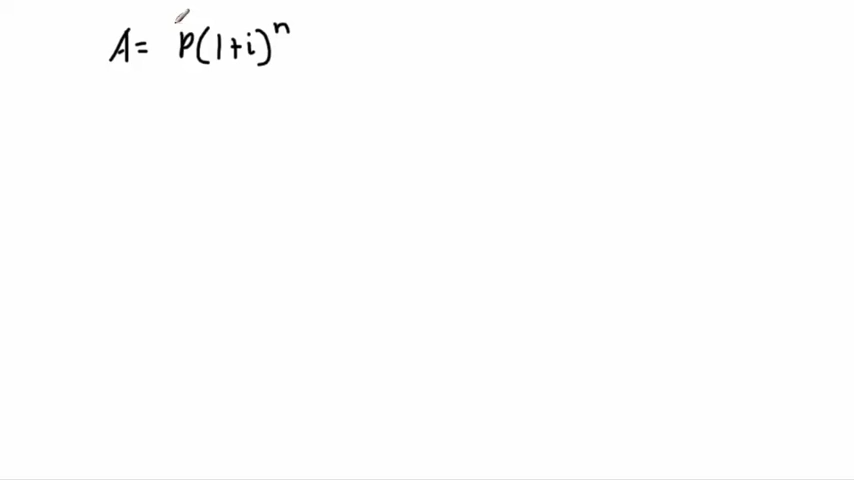 A = P(1+i)^n